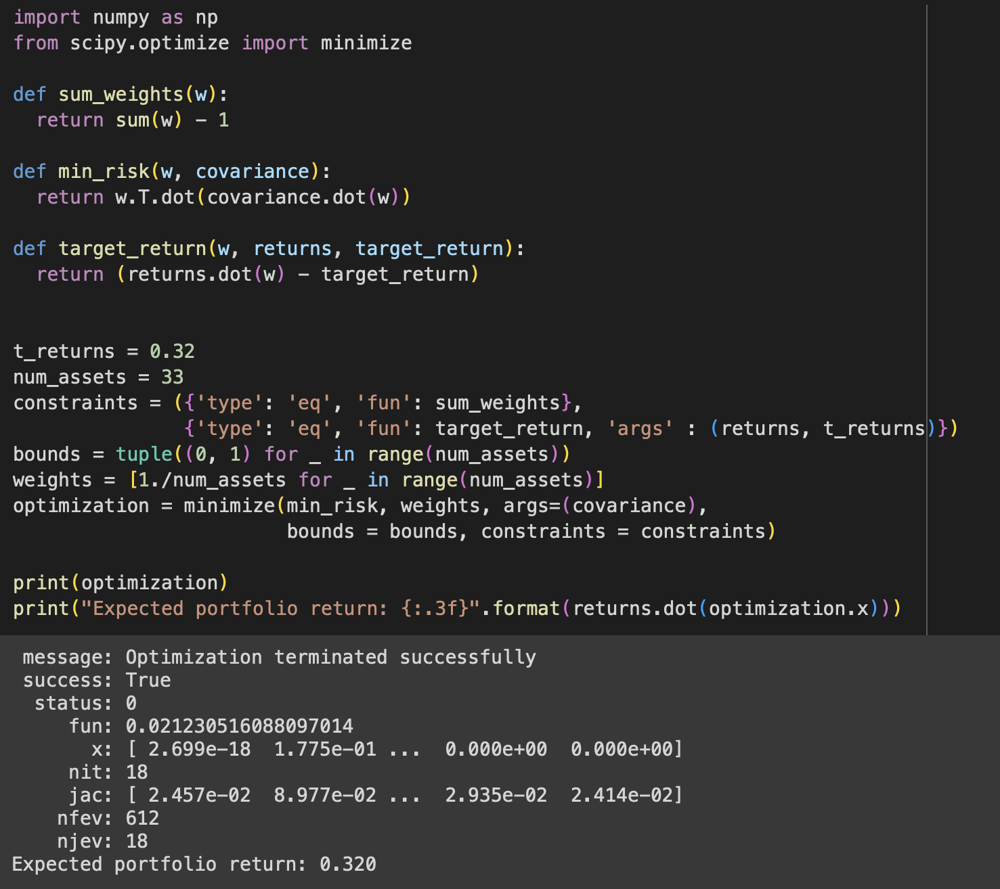 import numpy as np
from scipy.optimize import minimize

def sum_weights(w):
  return sum(w) - 1

def min_risk(w, covariance):
  return w.T.dot(covariance.dot(w))

def target_return(w, returns, target_return):
  return (returns.dot(w) - target_return)


t_returns = 0.32
num_assets = 33
constraints = ({'type': 'eq', 'fun': sum_weights},
               {'type': 'eq', 'fun': target_return, 'args' : (returns, t_returns)})
bounds = tuple((0, 1) for _ in range(num_assets))
weights = [1./num_assets for _ in range(num_assets)]
optimization = minimize(min_risk, weights, args=(covariance),
                        bounds = bounds, constraints = constraints)

print(optimization)
print("Expected portfolio return: {:.3f}".format(returns.dot(optimization.x)))
 message: Optimization terminated successfully
 success: True
  status: 0
     fun: 0.021230516088097014
       x: [ 2.699e-18  1.775e-01 ...  0.000e+00  0.000e+00]
     nit: 18
     jac: [ 2.457e-02  8.977e-02 ...  2.935e-02  2.414e-02]
    nfev: 612
    njev: 18
Expected portfolio return: 0.320